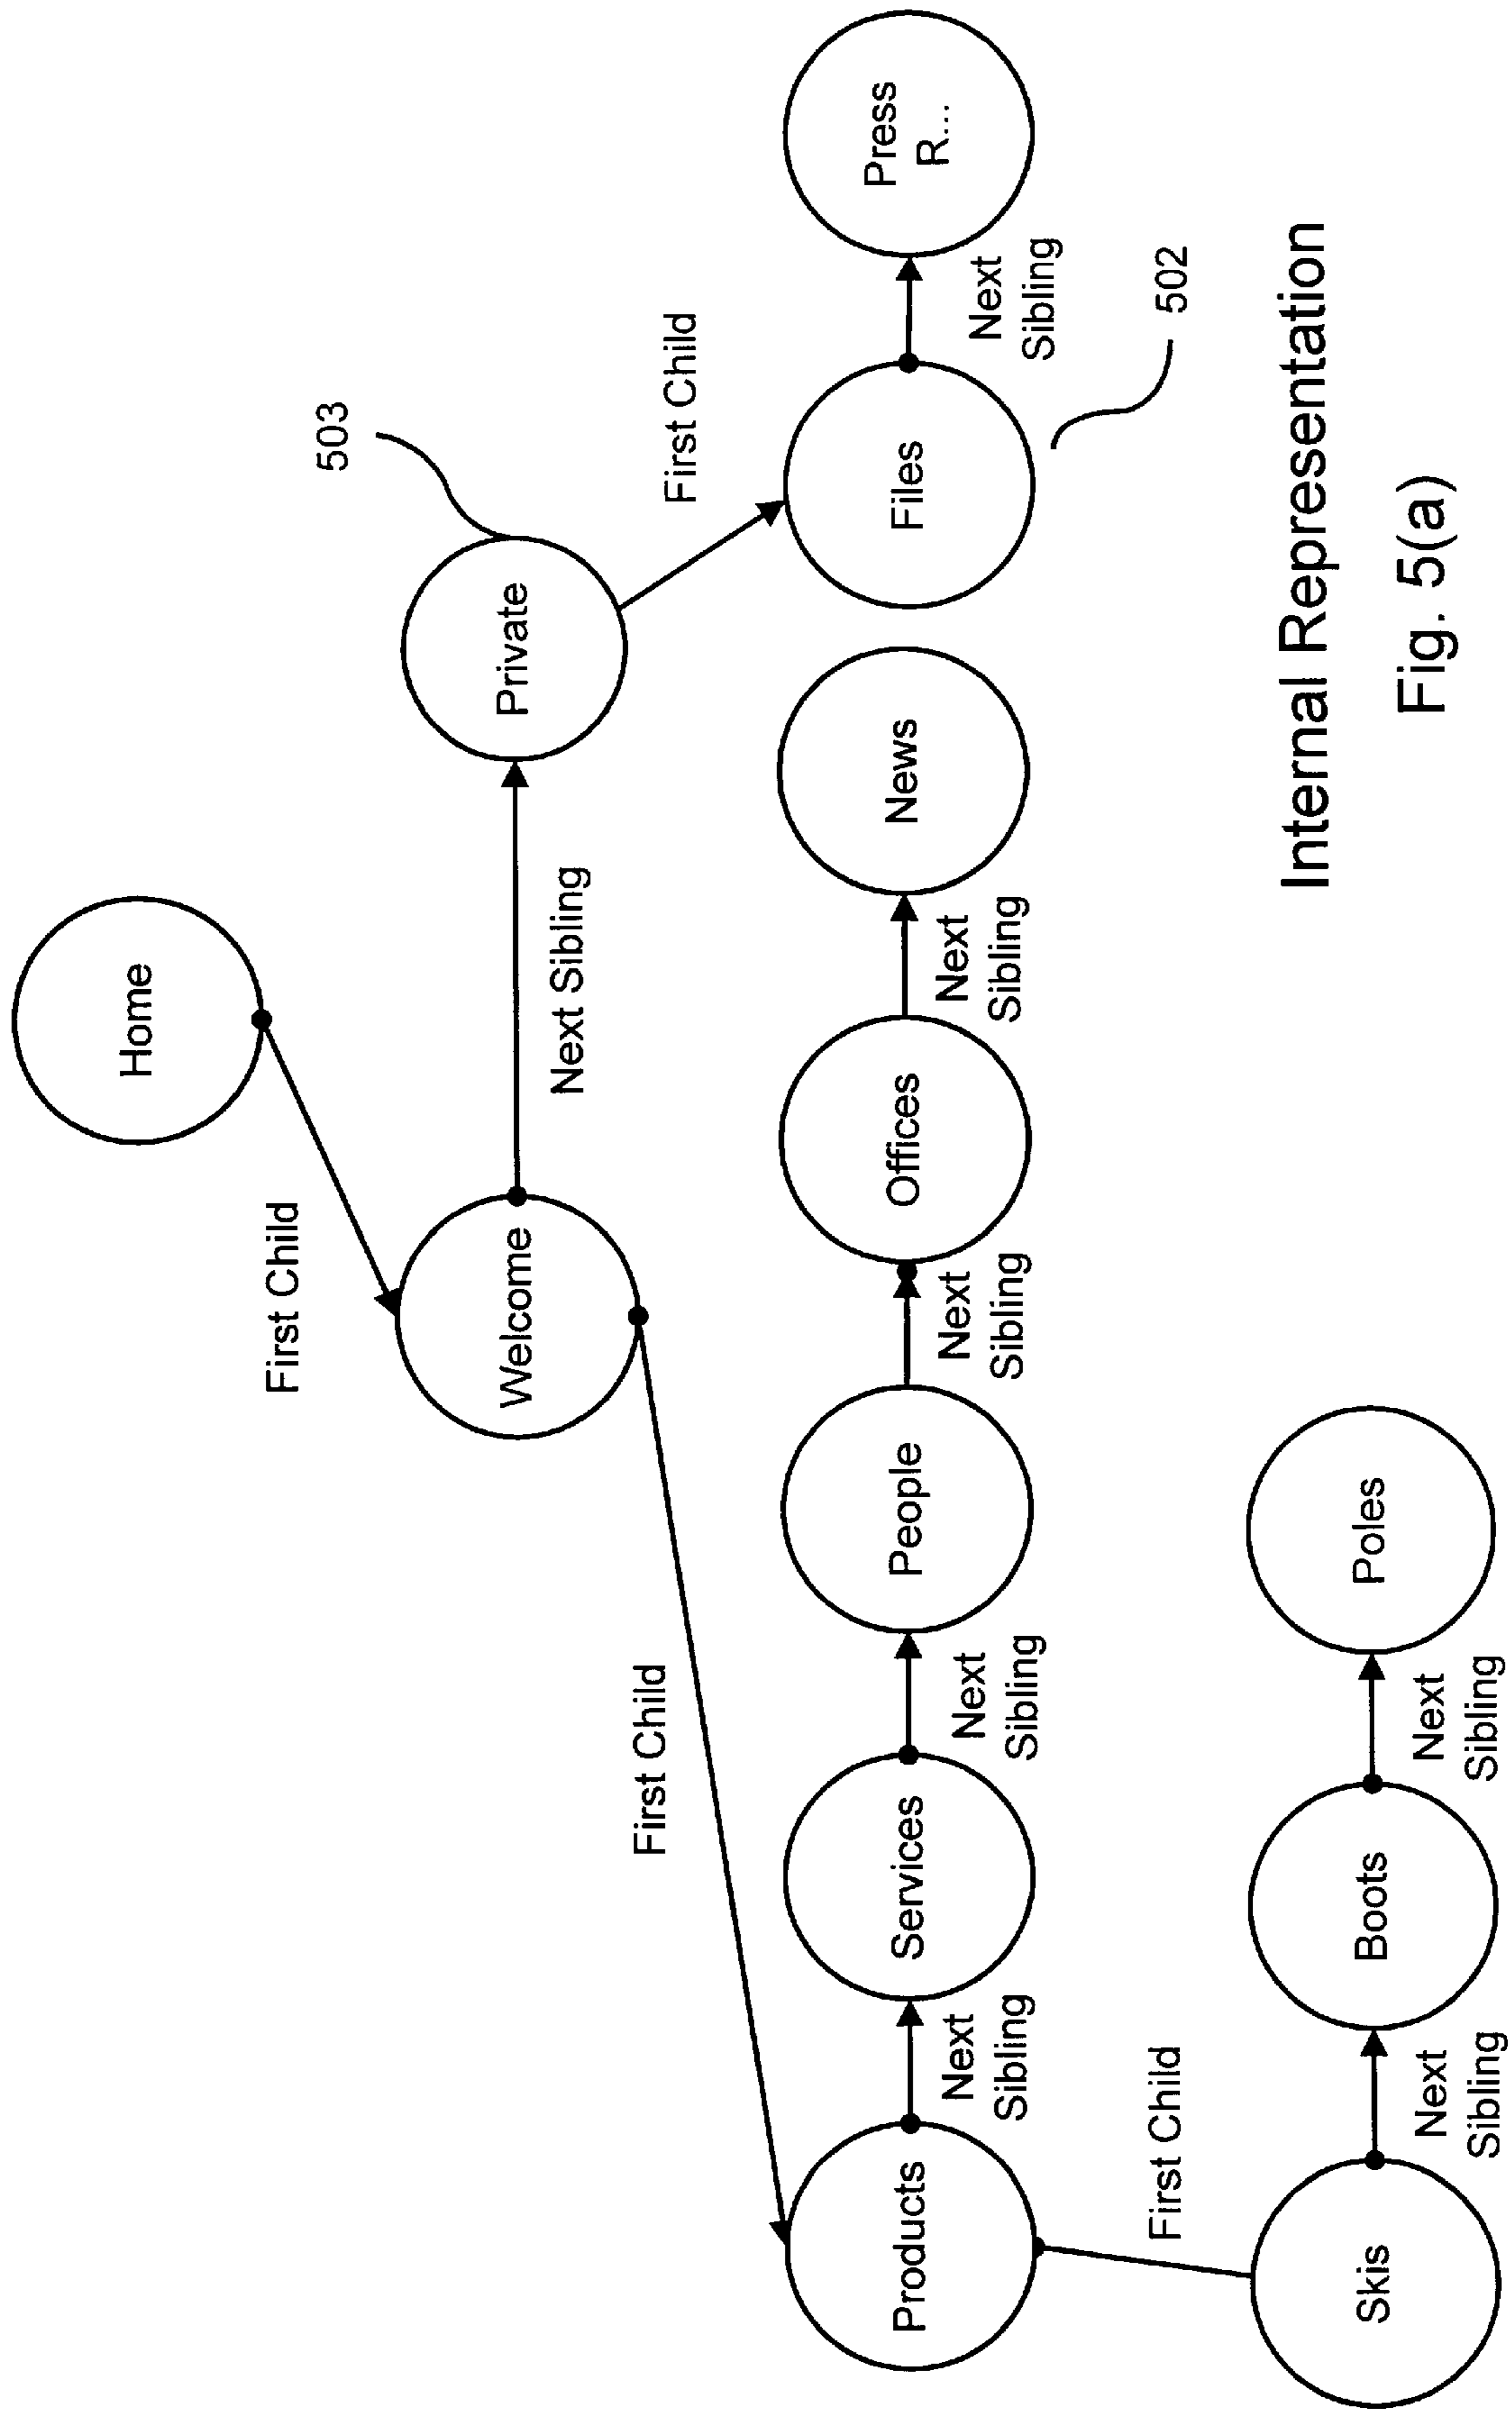 Home
First Child
Welcome
Next Sibling
Private
503
First Child
First Child
Products
Next
Sibling
Services
Next
Sibling
People
Next
Sibling
Offices
Next
Sibling
News
Files
Next
Sibling
Press
R...
502
First Child
Skis
Next
Sibling
Boots
Next
Sibling
Poles
Internal Representation
Fig. 5(a)